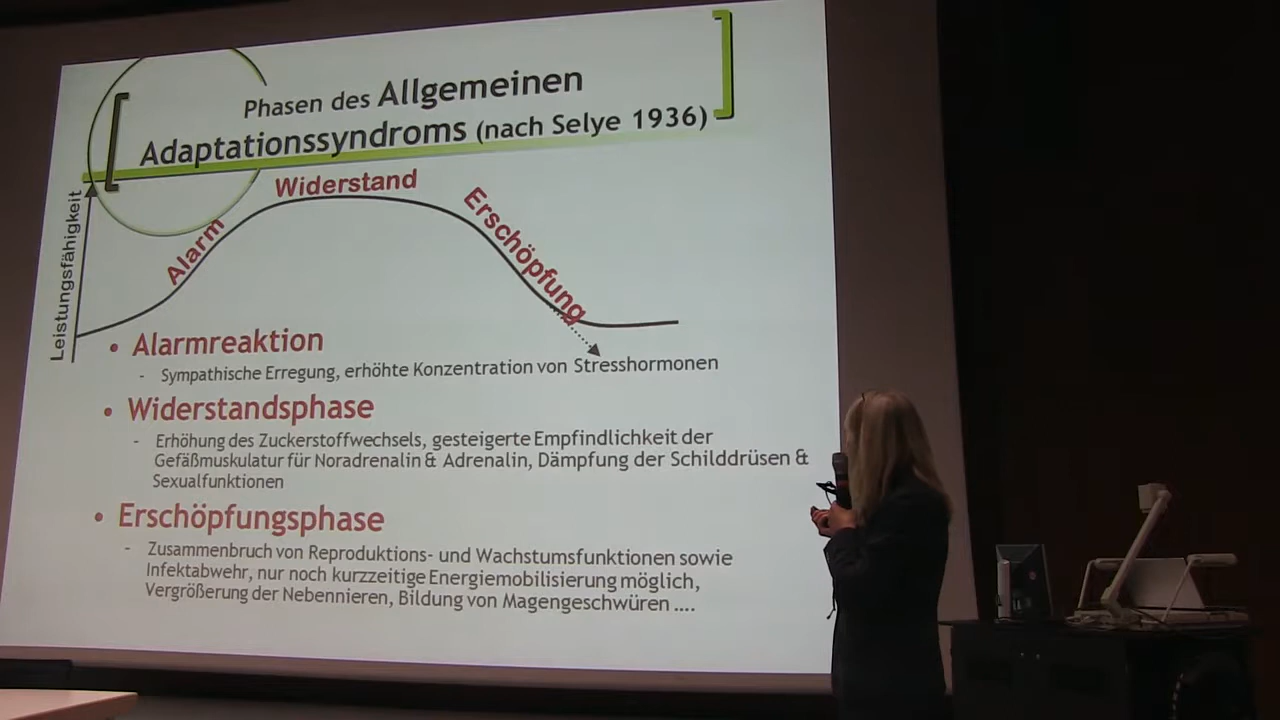 Phasen des Allgemeinen
Adaptationssyndroms (nach Selye 1936)
Leistungsfähigkeit
Alarm
Widerstand
Erschöpfung
• Alarmreaktion
- Sympathische Erregung, erhöhte Konzentration von Stresshormonen
• Widerstandsphase
- Erhöhung des Zuckerstoffwechsels, gesteigerte Empfindlichkeit der
Gefäßmuskulatur für Noradrenalin & Adrenalin, Dämpfung der Schilddrüsen &
Sexualfunktionen
• Erschöpfungsphase
- Zusammenbruch von Reproduktions- und Wachstumsfunktionen sowie
Infektabwehr, nur noch kurzzeitige Energiemobilisierung möglich,
Vergrößerung der Nebennieren, Bildung von Magengeschwüren ....